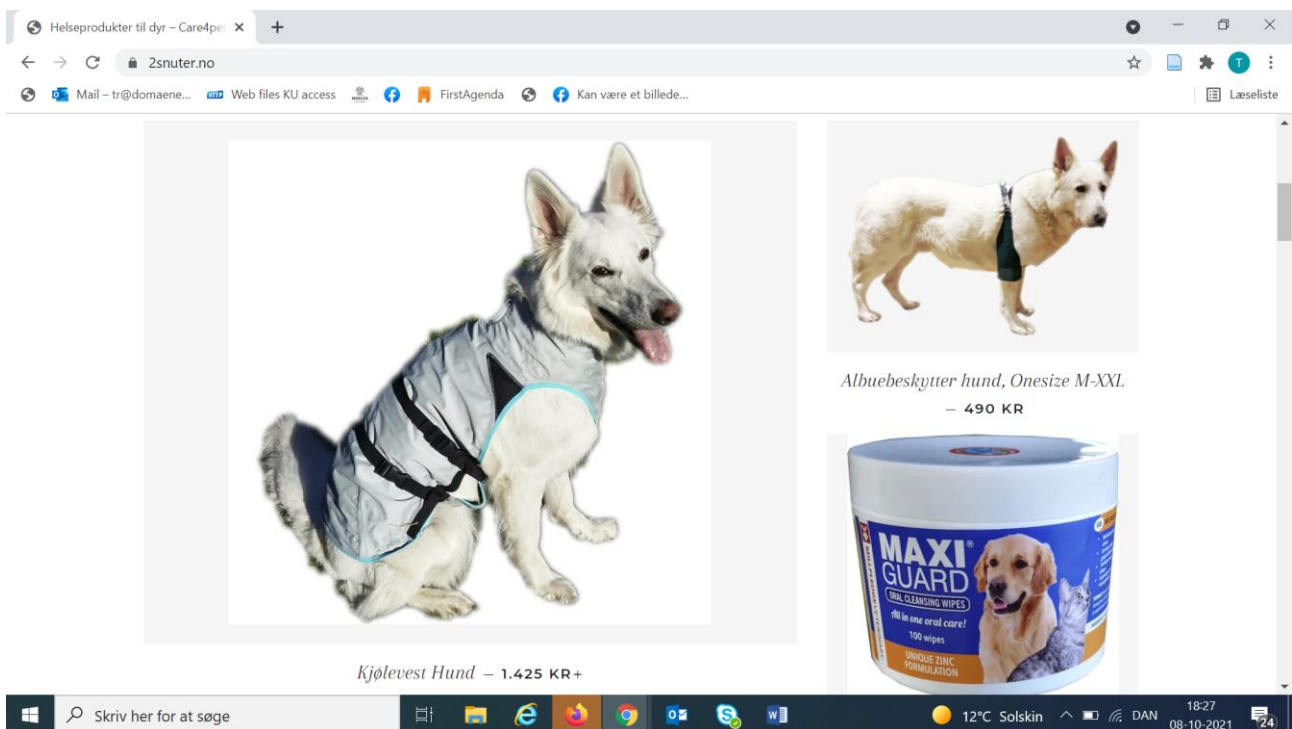 Helseprodukter til dyr – Care4pe
2snuter.no
T
Mail – tr@domaene...
Web files KU access
FirstAgenda
Kan være et billede...
Læseliste
Albuebeskytter hund, Onesize M-XXL
– 490 KR
MAXI®
GUARD
ORAL CLEANSING WIPES
All in one oral care!
100 wipes
UNIQUE ZINC
FORMULATION
Kjølevest Hund – 1.425 KR+
Skriv her for at søge
12°C Solskin
DAN
18:27
08-10-2021
24